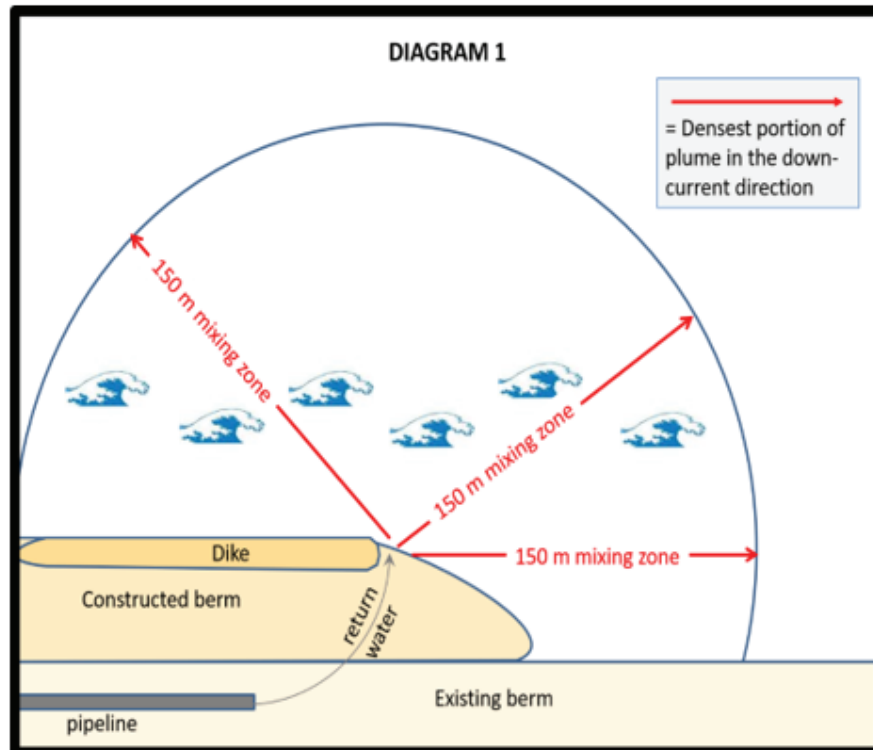 DIAGRAM 1
= Densest portion of
plume in the down-
current direction
150 m mixing zone
150 m mixing zone
150 m mixing zone
Dike
Constructed berm
return
water
Existing berm
pipeline